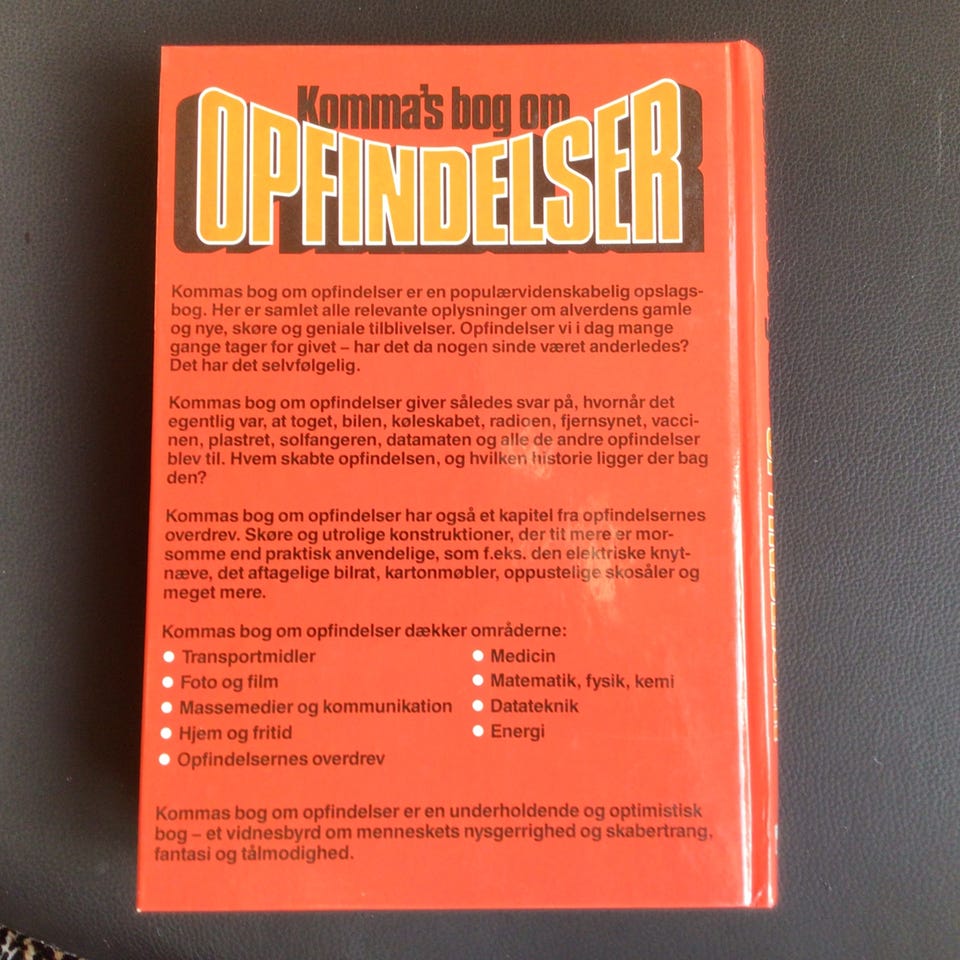 Komma's bog om
OPFINDELSER
Kommas bog om opfindelser er en populærvidenskabelig opslags-
bog. Her er samlet alle relevante oplysninger om alverdens gamle
og nye, skøre og geniale tilblivelser. Opfindelser vi i dag mange
gange tager for givet – har det da nogen sinde været anderledes?
Det har det selvfølgelig.
Kommas bog om opfindelser giver således svar på, hvornår det
egentlig var, at toget, bilen, køleskabet, radioen, fjernsynet, vacci-
nen, plastret, solfangeren, datamaten og alle de andre opfindelser
blev til. Hvem skabte opfindelsen, og hvilken historie ligger der bag
den?
Kommas bog om opfindelser har også et kapitel fra opfindelsernes
overdrev. Skøre og utrolige konstruktioner, der tit mere er mor-
somme end praktisk anvendelige, som f.eks. den elektriske knyt-
næve, det aftagelige bilrat, kartonmøbler, oppustelige skosåler og
meget mere.
Kommas bog om opfindelser dækker områderne:
Transportmidler
Foto og film
Massemedier og kommunikation
Hjem og fritid
Opfindelsernes overdrev
Medicin
Matematik, fysik, kemi
Datateknik
Energi
Kommas bog om opfindelser er en underholdende og optimistisk
bog – et vidnesbyrd om menneskets nysgerrighed og skabertrang,
fantasi og tålmodighed.